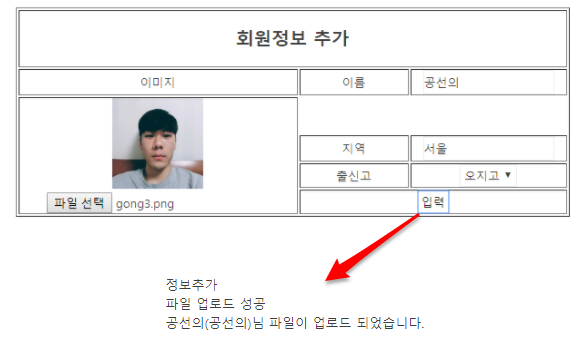 회원정보 추가
이미지
이름
공선의
지역
서울
출신고
오지고 ▼
파일 선택 gong3.png
입력
정보추가
파일 업로드 성공
공선의(공선의)님 파일이 업로드 되었습니다.